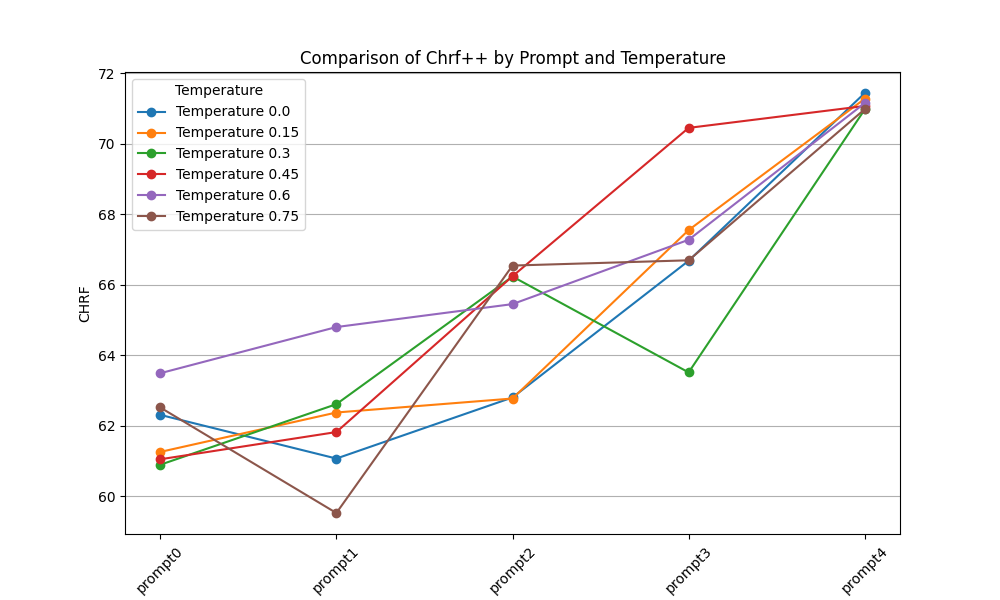 Comparison of Chrf++ by Prompt and Temperature
CHRF
72
70
68
66
64
62
60
Temperature
Temperature 0.0
Temperature 0.15
Temperature 0.3
Temperature 0.45
Temperature 0.6
Temperature 0.75
prompt0
prompt1
prompt2
prompt3
prompt4